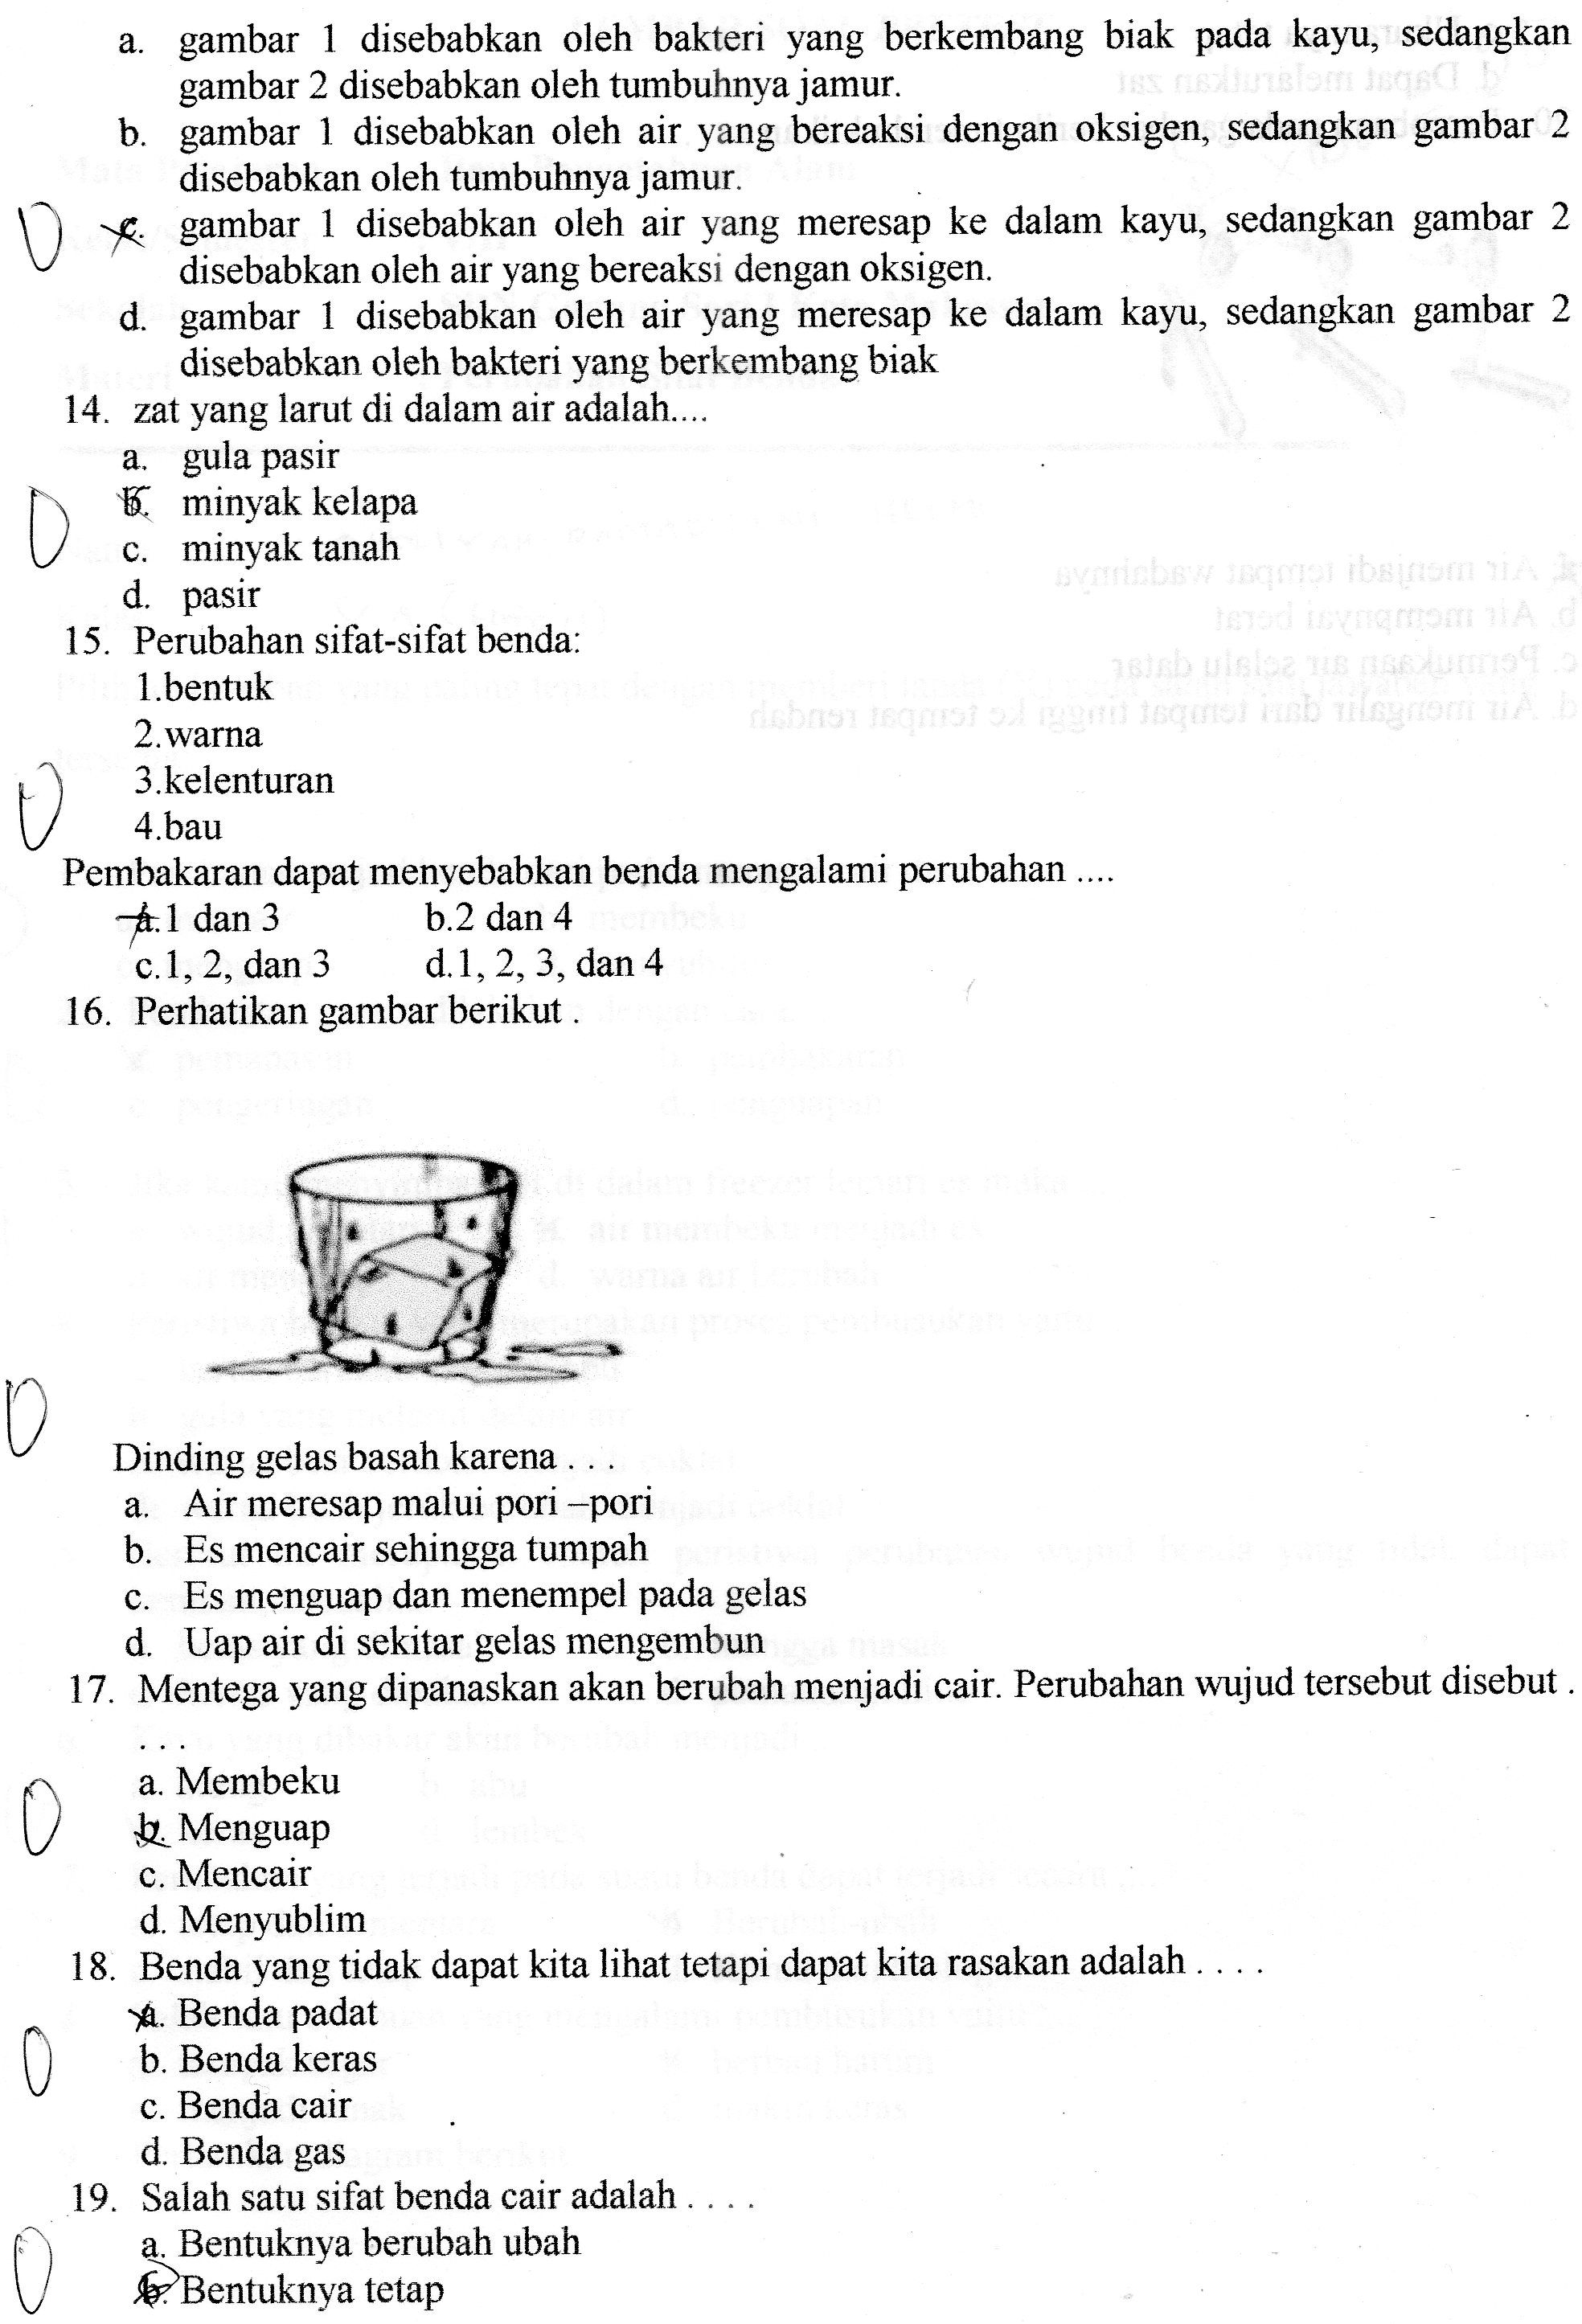 a. gambar 1 disebabkan oleh bakteri yang berkembang biak pada kayu, sedangkan
gambar 2 disebabkan oleh tumbuhnya jamur.
b. gambar 1 disebabkan oleh air yang bereaksi dengan oksigen, sedangkan gambar 2
disebabkan oleh tumbuhnya jamur.
c. gambar 1 disebabkan oleh air yang meresap ke dalam kayu, sedangkan gambar 2
disebabkan oleh air yang bereaksi dengan oksigen.
d. gambar 1 disebabkan oleh air yang meresap ke dalam kayu, sedangkan gambar 2
disebabkan oleh bakteri yang berkembang biak
14. zat yang larut di dalam air adalah....
a. gula pasir
b. minyak kelapa
c. minyak tanah
d. pasir
15. Perubahan sifat-sifat benda:
1.bentuk
2.warna
3.kelenturan
4.bau
Pembakaran dapat menyebabkan benda mengalami perubahan ....
a.1 dan 3 b.2 dan 4
c.1, 2, dan 3 d.1, 2, 3, dan 4
16. Perhatikan gambar berikut .
Dinding gelas basah karena . . .
a. Air meresap malui pori –pori
b. Es mencair sehingga tumpah
c. Es menguap dan menempel pada gelas
d. Uap air di sekitar gelas mengembun
17. Mentega yang dipanaskan akan berubah menjadi cair. Perubahan wujud tersebut disebut .
. . .
a. Membeku
b. Menguap
c. Mencair
d. Menyublim
18. Benda yang tidak dapat kita lihat tetapi dapat kita rasakan adalah . . . .
a. Benda padat
b. Benda keras
c. Benda cair
d. Benda gas
19. Salah satu sifat benda cair adalah . . . .
a. Bentuknya berubah ubah
b. Bentuknya tetap